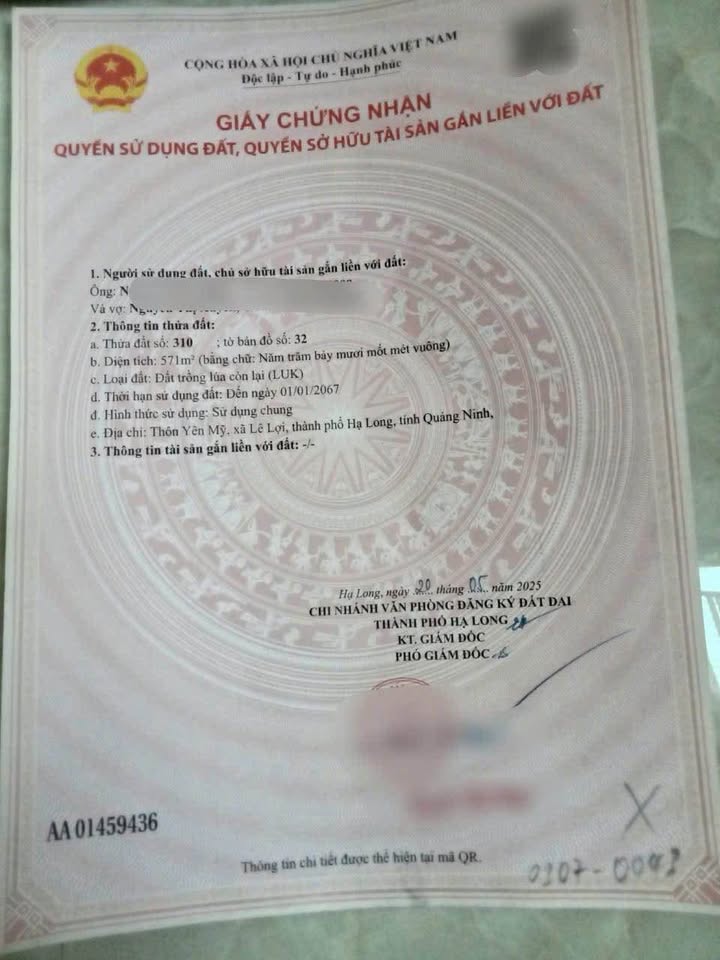 CỘNG HÒA XÃ HỘI CHỦ NGHĨA VIỆT NAM
Độc lập - Tự do - Hạnh phúc
GIẤY CHỨNG NHẬN
QUYỀN SỬ DỤNG ĐẤT, QUYỀN SỞ HỮU TÀI SẢN GẮN LIỀN VỚI ĐẤT
1. Người sử dụng đất, chủ sở hữu tài sản gắn liền với đất:
Ông: N
Và vợ:
2. Thông tin thửa đất:
a. Thửa đất số: 310 ; tờ bản đồ số: 32
b. Diện tích: 571m² (bằng chữ: Năm trăm bảy mươi mốt mét vuông)
c. Loại đất: Đất trồng lúa còn lại (LUK)
d. Thời hạn sử dụng đất: Đến ngày 01/01/2067
đ. Hình thức sử dụng: Sử dụng chung
e. Địa chỉ: Thôn Yên Mỹ, xã Lê Lợi, thành phố Hạ Long, tỉnh Quảng Ninh,
3. Thông tin tài sản gắn liền với đất: -/-
Hạ Long, ngày 20 tháng 05 năm 2025
CHI NHÁNH VĂN PHÒNG ĐĂNG KÝ ĐẤT ĐAI
THÀNH PHỐ HẠ LONG
KT. GIÁM ĐỐC
PHÓ GIÁM ĐỐC
AA 01459436
Thông tin chi tiết được thể hiện tại mã QR.
X